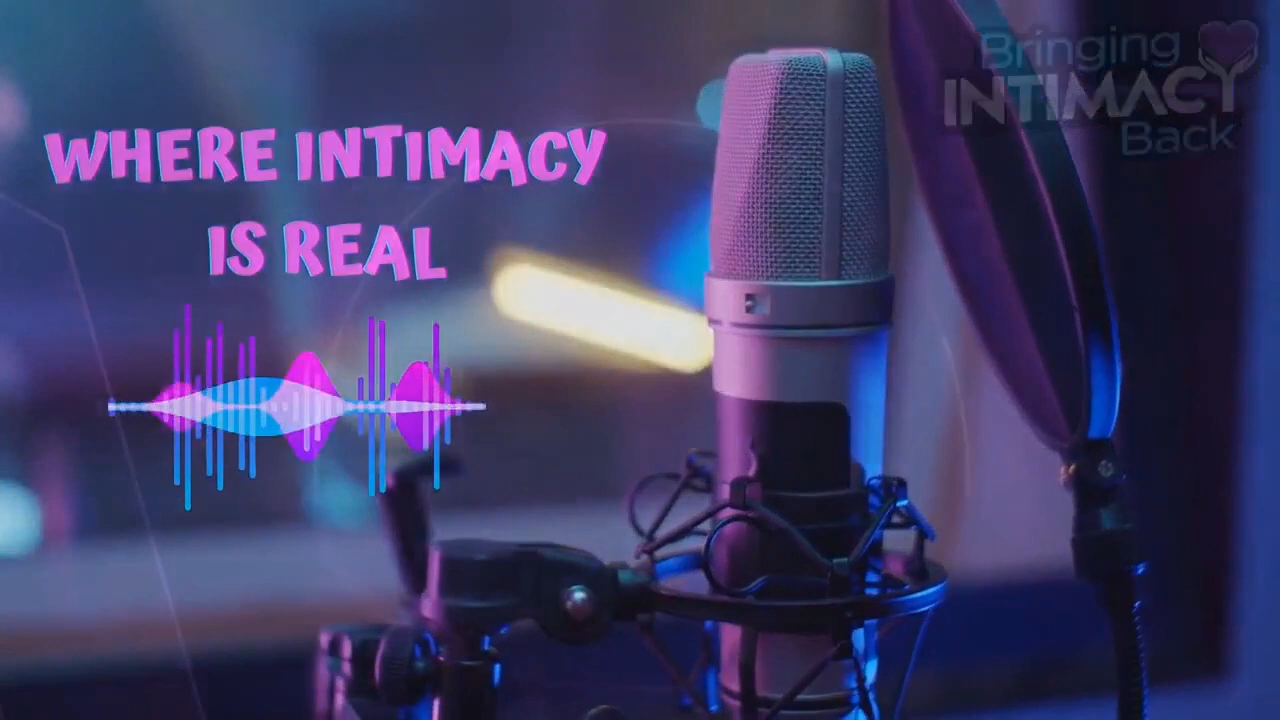 WHERE INTIMACY
IS REAL
Bringing
INTIMACY
Back